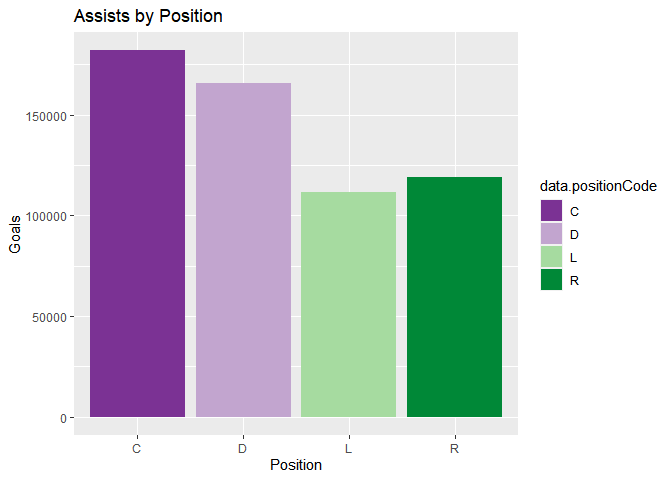 Assists by Position
150000
100000
50000
0
Goals
C D L R
Position
data.positionCode
C
D
L
R